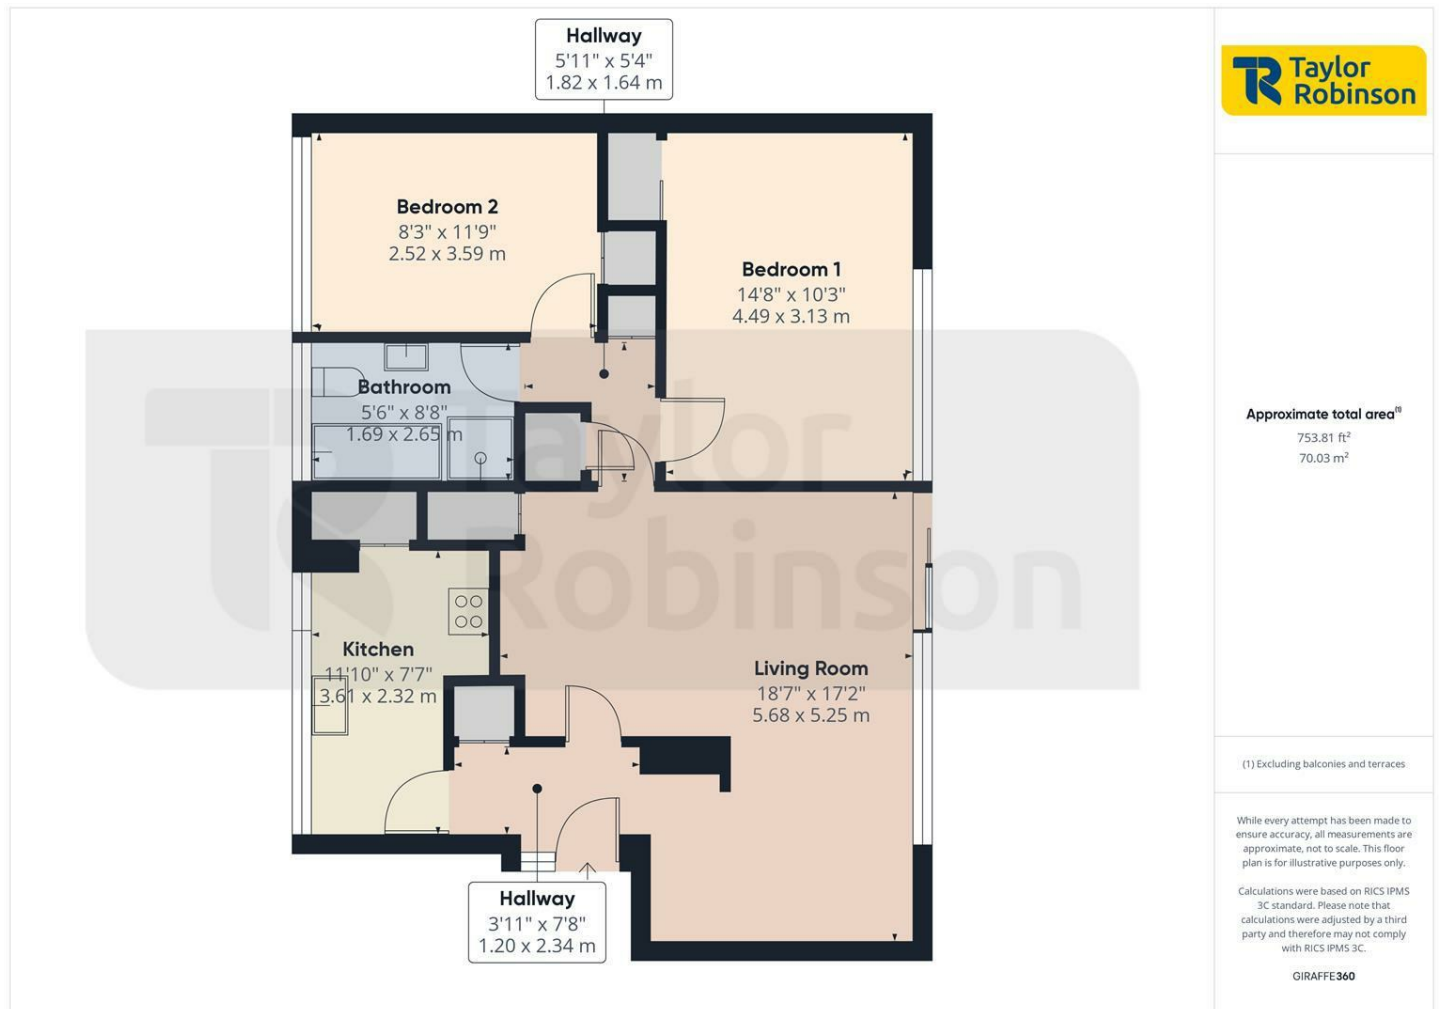 Hallway
5'11" x 5'4"
1.82 x 1.64 m
Taylor
Robinson
Bedroom 2
8'3" x 11'9"
2.52 x 3.59 m
Bedroom 1
14'8" x 10'3"
4.49 x 3.13 m
Bathroom
5'6" x 8'8"
1.69 x 2.65 m
Taylor
Robinson
Approximate total area(1)
753.81 ft²
70.03 m²
Kitchen
11'10" x 7'7"
3.61 x 2.32 m
Living Room
18'7" x 17'2"
5.68 x 5.25 m
Hallway
3'11" x 7'8"
1.20 x 2.34 m
(1) Excluding balconies and terraces
While every attempt has been made to
ensure accuracy, all measurements are
approximate, not to scale. This floor
plan is for illustrative purposes only.
Calculations were based on RICS IPMS
3C standard. Please note that
calculations were adjusted by a third
party and therefore may not comply
with RICS IPMS 3C.
GIRAFFE360